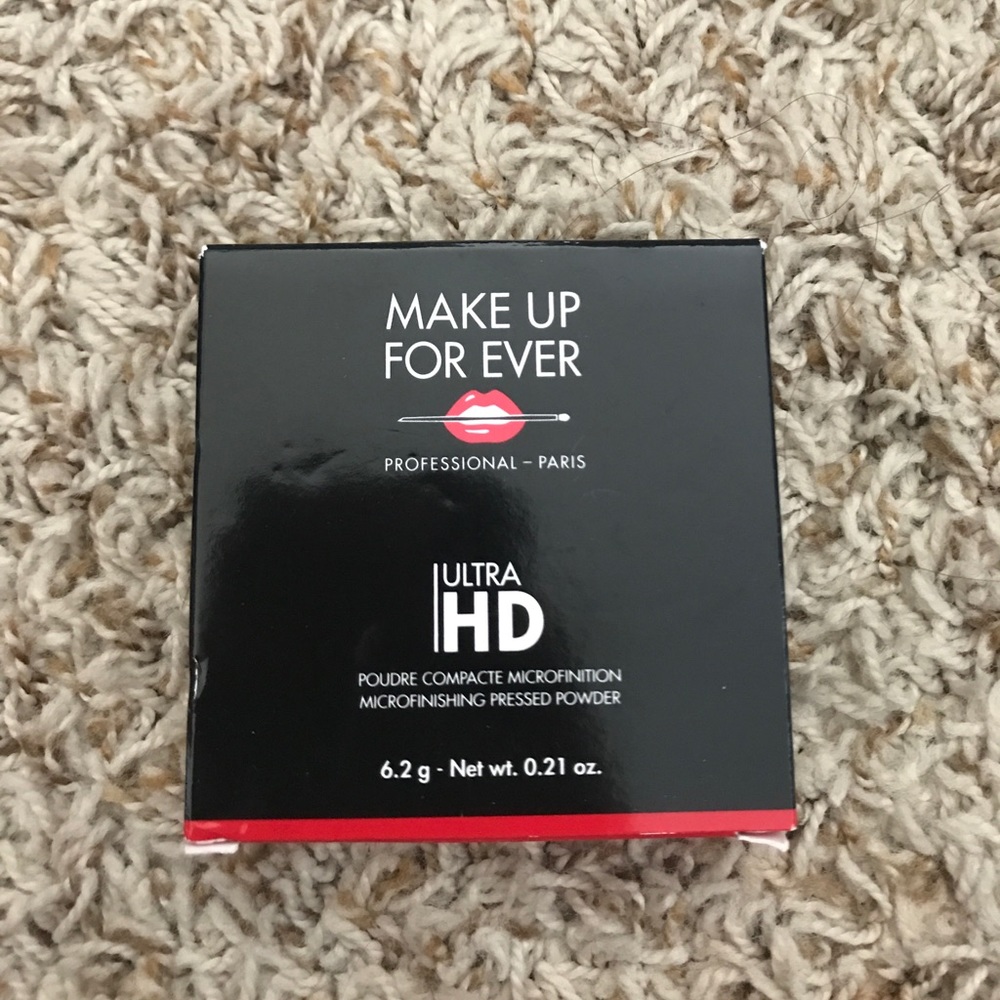 MAKE UP
FOR EVER
PROFESSIONAL – PARIS
ULTRA
HD
POUDRE COMPACTE MICROFINITION
MICROFINISHING PRESSED POWDER
6.2 g - Net wt. 0.21 oz.